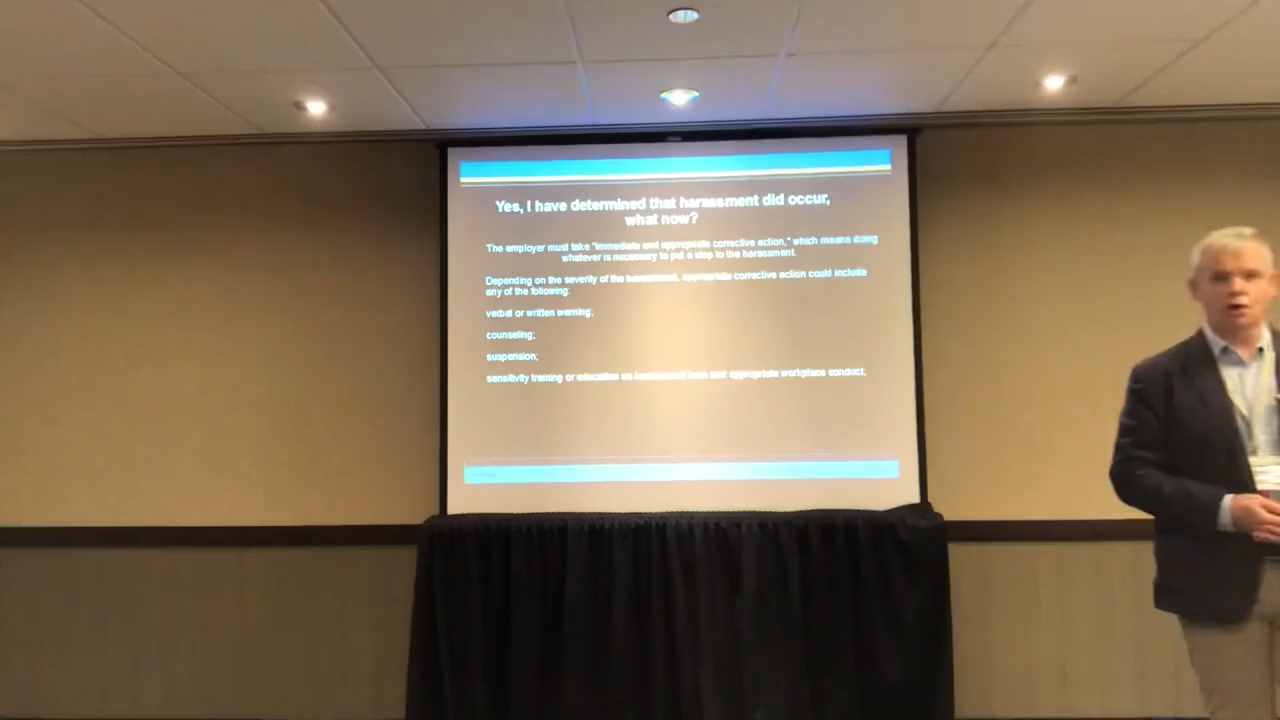 Yes, I have determined that harassment did occur,
what now?
The employer must take "immediate and appropriate corrective action," which means doing
whatever is necessary to put a stop to the harassment.
Depending on the severity of the harassment, appropriate corrective action could include
any of the following:
verbal or written warning;
counseling;
suspension;
sensitivity training or education on harassment laws and appropriate workplace conduct;